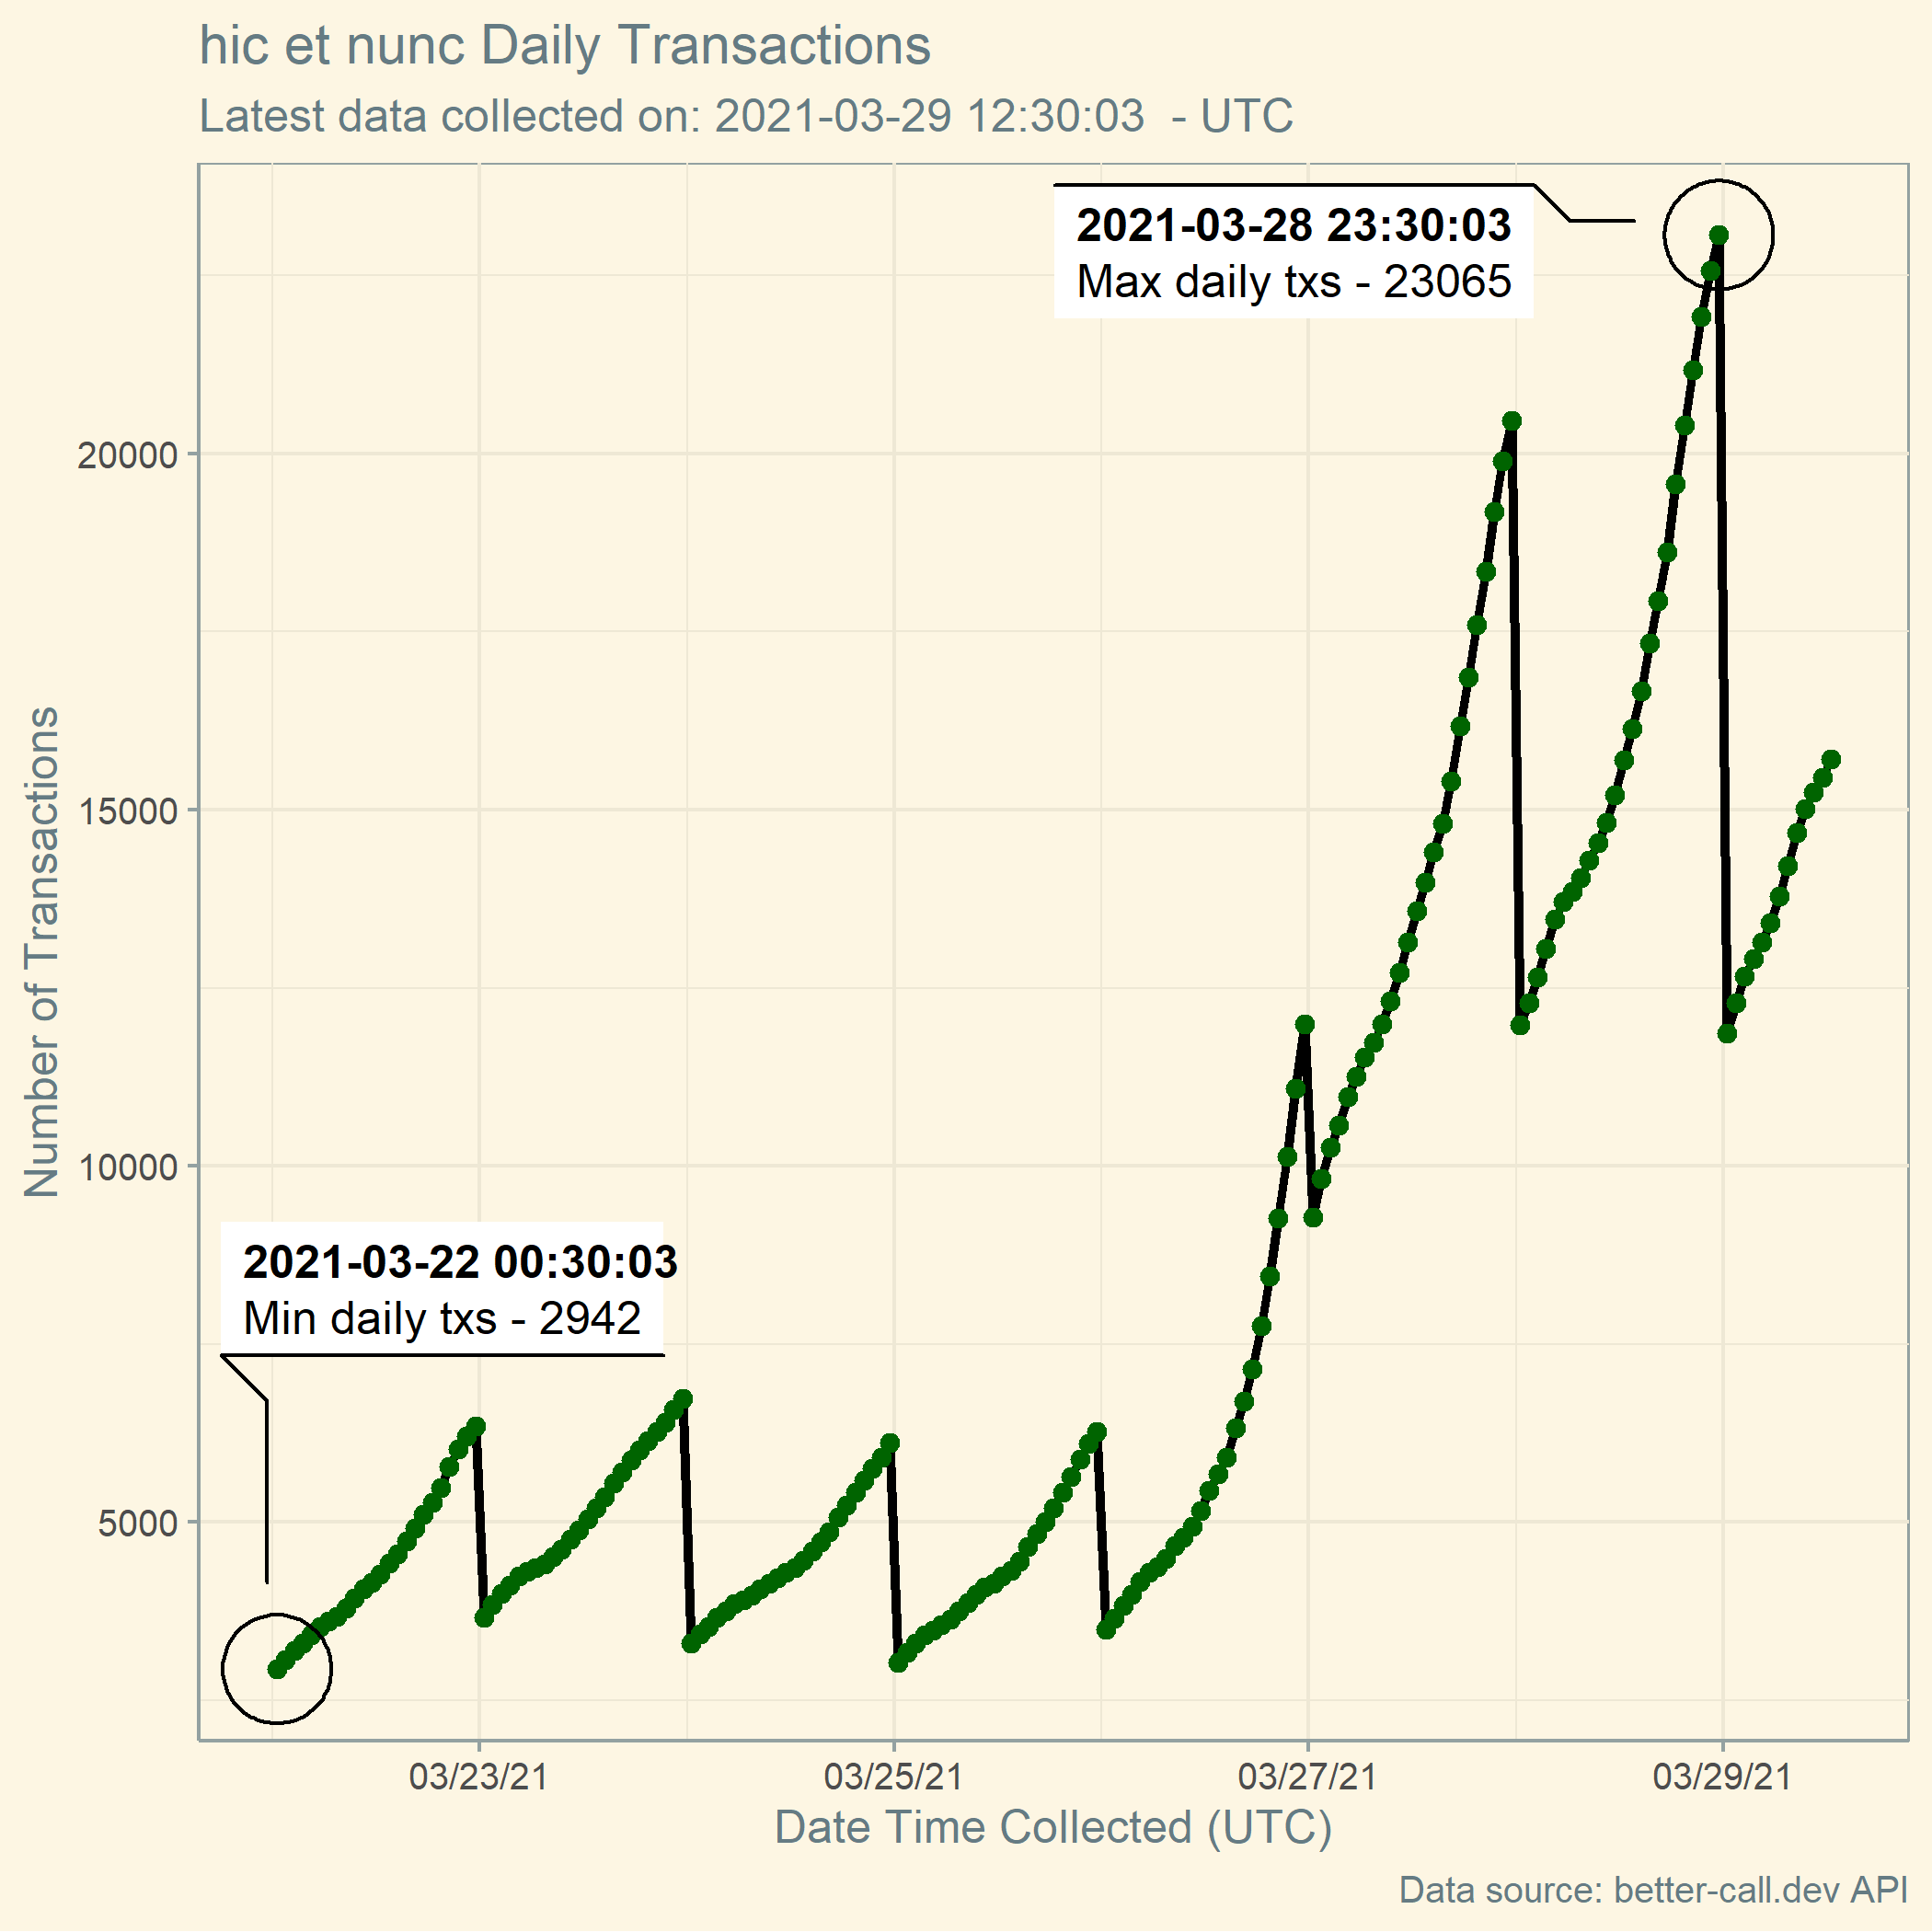 hic et nunc Daily Transactions
Latest data collected on: 2021-03-29 12:30:03  - UTC
2021-03-28 23:30:03
Max daily txs - 23065
20000
15000
10000
5000
Number of Transactions
2021-03-22 00:30:03
Min daily txs - 2942
03/23/21
03/25/21
03/27/21
03/29/21
Date Time Collected (UTC)
Data source: better-call.dev API